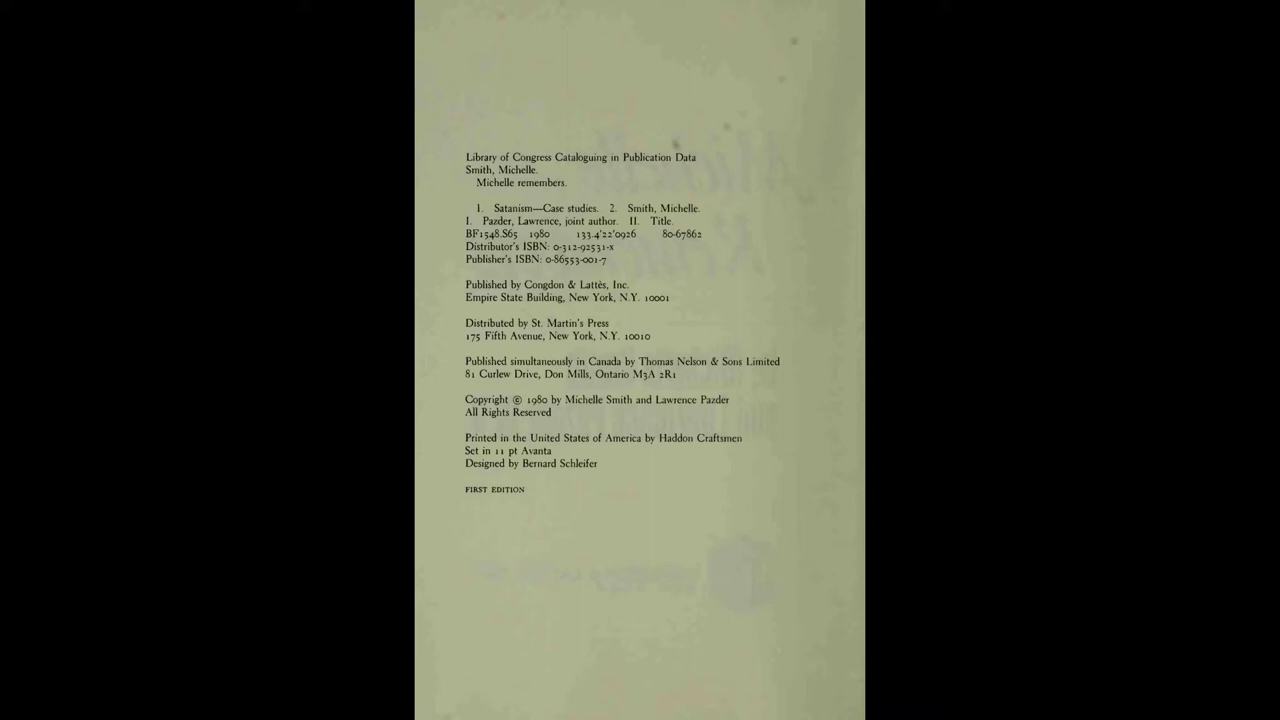 Library of Congress Cataloguing in Publication Data
Smith, Michelle.
Michelle remembers.
1. Satanism—Case studies. 2. Smith, Michelle.
I. Pazder, Lawrence, joint author. II. Title.
BF1548.S65 1980 133.4'22'0926 80-67862
Distributor's ISBN: 0-312-92531-x
Publisher's ISBN: 0-86553-001-7
Published by Congdon & Lattès, Inc.
Empire State Building, New York, N.Y. 10001
Distributed by St. Martin's Press
175 Fifth Avenue, New York, N.Y. 10010
Published simultaneously in Canada by Thomas Nelson & Sons Limited
81 Curlew Drive, Don Mills, Ontario M3A 2R1
Copyright © 1980 by Michelle Smith and Lawrence Pazder
All Rights Reserved
Printed in the United States of America by Haddon Craftsmen
Set in 11 pt Avanta
Designed by Bernard Schleifer
FIRST EDITION